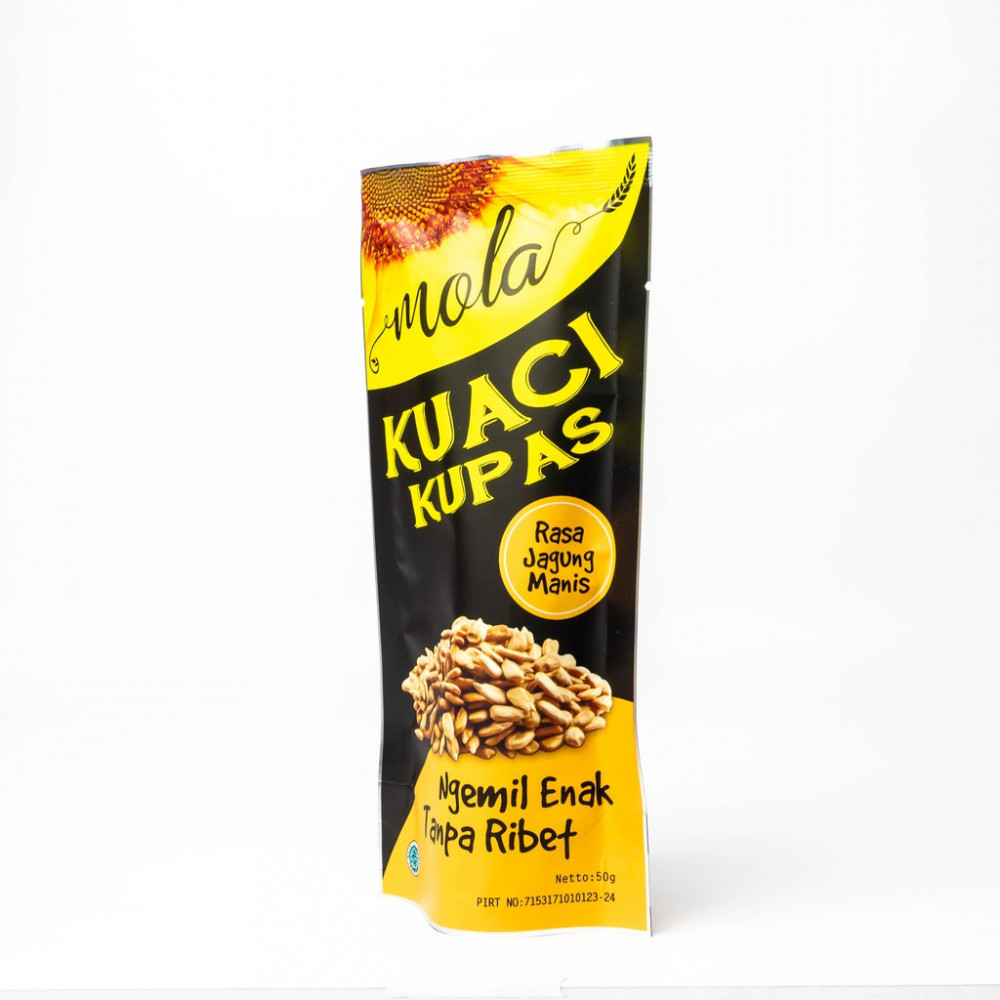 mola
KUACI
KUPAS
Rasa
Jagung
Manis
Ngemil Enak
Tanpa Ribet
Netto:50g
PIRT NO:7153171010123-24